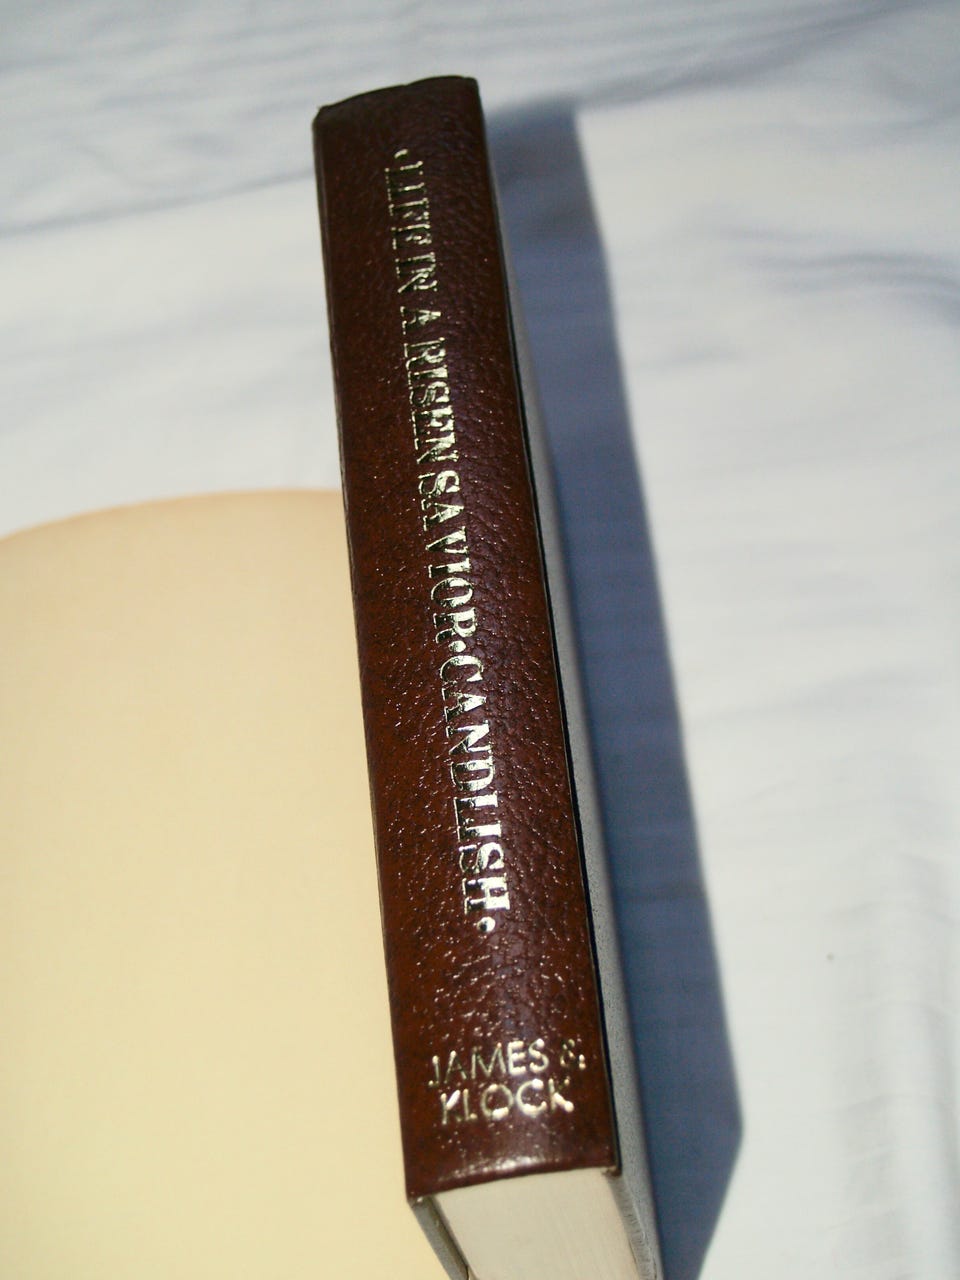 •LIFE IN A RISEN SAVIOR•CANDLISH•
JAMES &
KLOCK